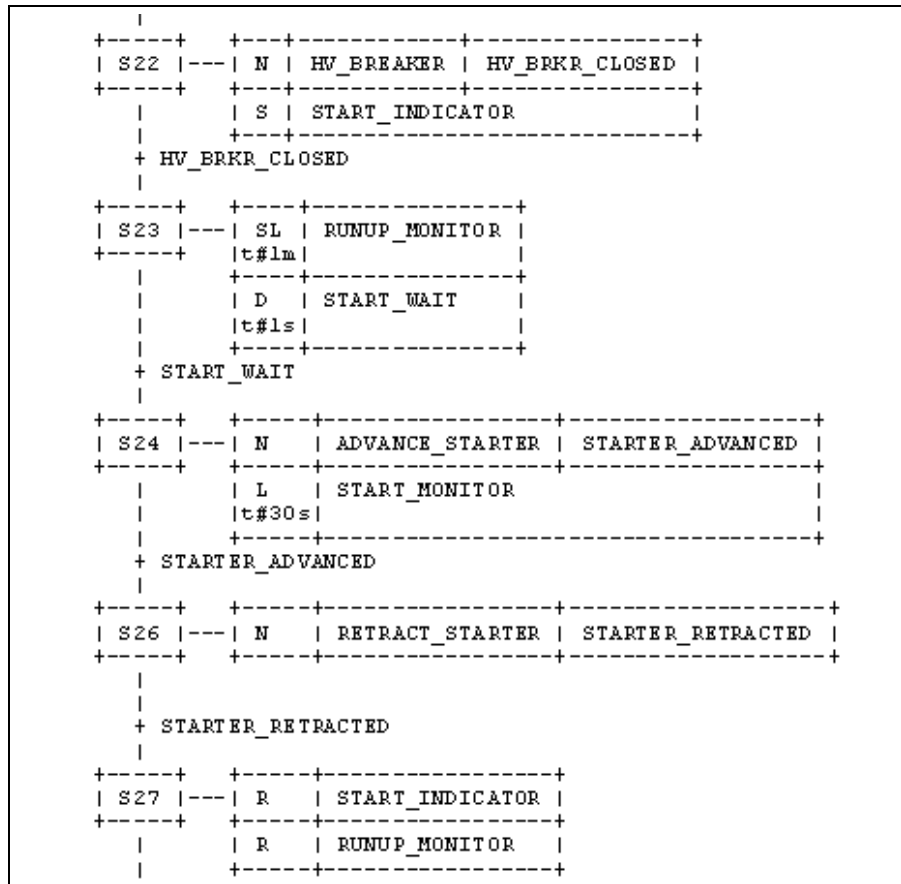 S22 N HV_BREAKER HV_BRKR_CLOSED
S START_INDICATOR
HV_BRKR_CLOSED
S23 SL RUNUP_MONITOR
t#1m
D START_WAIT
t#1s
START_WAIT
S24 N ADVANCE_STARTER STARTER_ADVANCED
L START_MONITOR
t#30s
STARTER_ADVANCED
S26 N RETRACT_STARTER STARTER_RETRACTED
STARTER_RETRACTED
S27 R START_INDICATOR
R RUNUP_MONITOR